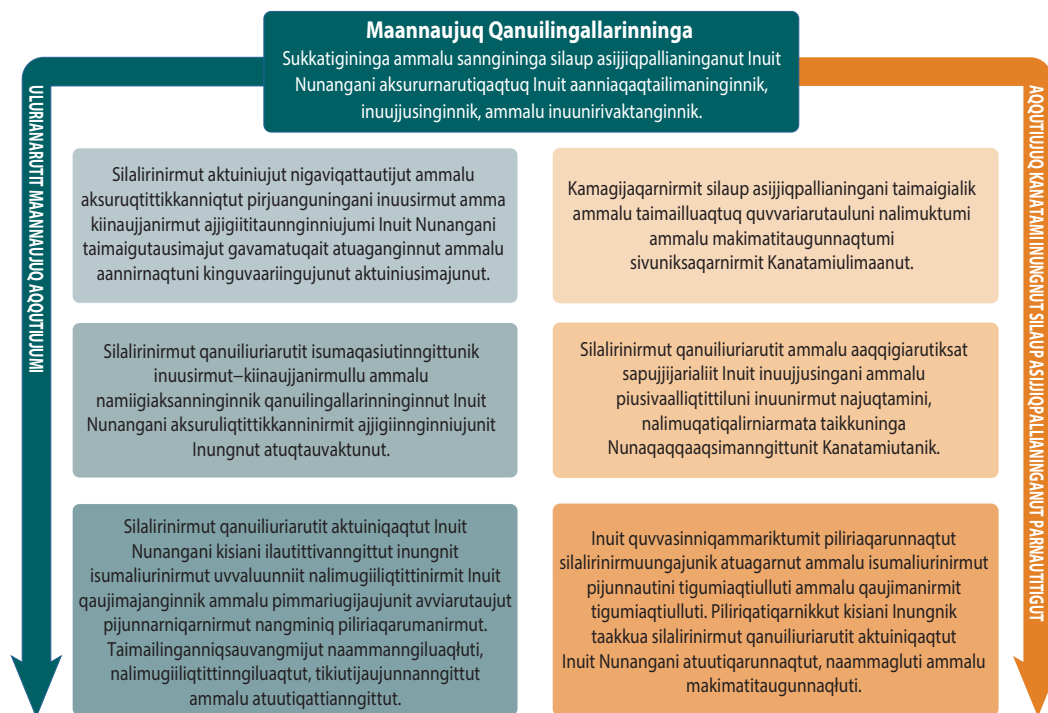 Maannaujuq Qanuilingallarinninga
Sukkatigininga ammalu sanngininga silaup asijjiqpallianinganut Inuit
Nunangani aksururnarutiqaqtuq Inuit aanniaqaqtailimaninginnik,
inuujjusinginnik, ammalu inuunirivaktanginnik.
ULURIANARUTIT MAANNAUJUQ AQQUTIUJUMI
Silalirinirmut aktuiniujut nigaviqattautijut ammalu
aksuruqtittikkanniqtut pirjuanguningani inuusirmut amma
kiinaujjanirmut ajjigiititaunnginniujumi Inuit Nunangani
taimaigutausimajut gavamatuqait atuaganginnut ammalu
aannirnaqtuni kinguvaariingujunut aktuiniusimajunut.
Silalirinirmut qanuiliuriarutit isumaqasiutinngittunik
inuusirmut–kiinaujjanirmullu ammalu
namiigiaksanninginnik qanuilingallarinninginnut Inuit
Nunangani aksuruliqtittikkanninirmit ajjigiinnginniujunit
Inungnut atuqtauvaktunut.
Silalirinirmut qanuiliuriarutit aktuiniqaqtut Inuit
Nunangani kisiani ilautittivanngittut inungnit
isumaliurinirmut uvvaluunniit nalimugiiliqtittinirmit Inuit
qaujimajanginnik ammalu pimmariugijaujunit avviarutaujut
pijunnarniqarnirmut nangminiq piliriaqarumanirmut.
Taimailinganniqsauvangmijut naammanngiluaqłuti,
nalimugiiliqtittinngiluaqtut, tikiutijaujunnanngittut
ammalu atuutiqattianngittut.
Kamagijaqarnirmit silaup asijjiqpallianingani taimaigialik
ammalu taimailluaqtuq quvvariarutauluni nalimuktumi
ammalu makimatitaugunnaqtumi
sivuniksaqarnirmit Kanatamiulimaanut.
Silalirinirmut qanuiliuriarutit ammalu aaqqigiarutiksat
sapujjijarialiit Inuit inuujjusingani ammalu
piusivaalliqtittiluni inuunirmut najuqtamini,
nalimuqatiqalirniarmata taikkuninga
Nunaqaqqaaqsimanngittunit Kanatamiutanik.
Inuit quvvasinniqammariktumit piliriaqarunnaqtut
silalirinirmuungajunik atuagarnut ammalu isumaliurinirmut
pijunnautini tigumiaqtiulluti ammalu qaujimanirmit
tigumiaqtiulluti. Piliriqatiqarnikkut kisiani Inungnik
taakkua silalirinirmut qanuiliuriarutit aktuiniqaqtut
Inuit Nunangani atuutiqarunnaqtut, naammagluti ammalu
makimatitaugunnaqłuti.
AQQUTIUJUQ KANATAMI INUNGNUT SILAUP ASIJJIQPALLIANINGANUT PARNAUTITIGUT